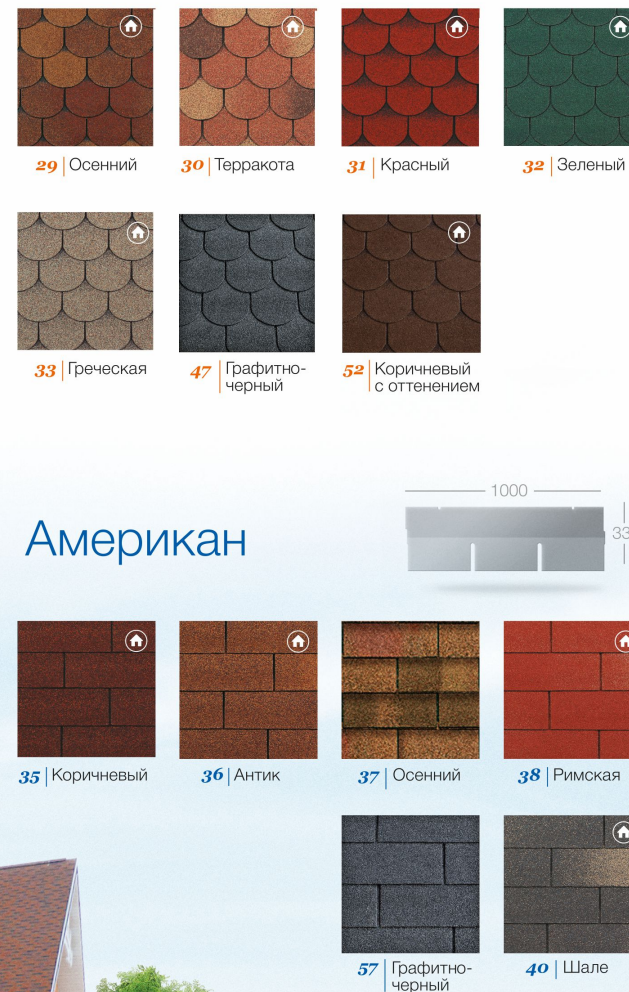 29 | Осенний
30 | Терракота
31 | Красный
32 | Зеленый
33 | Греческая
47 | Графитно-
черный
52 | Коричневый
с оттенением
1000
33
Американ
35 | Коричневый
36 | Антик
37 | Осенний
38 | Римская
57 | Графитно-
черный
40 | Шале